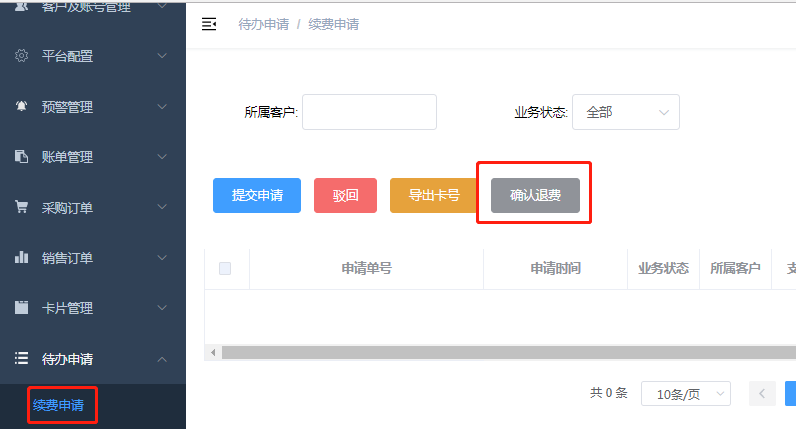 客户及账号管理
平台配置
预警管理
账单管理
采购订单
销售订单
卡片管理
待办申请
续费申请
待办申请 / 续费申请
所属客户:
业务状态: 全部
提交申请 驳回 导出卡号 确认退费
申请单号 申请时间 业务状态 所属客户
共 0 条 10条/页